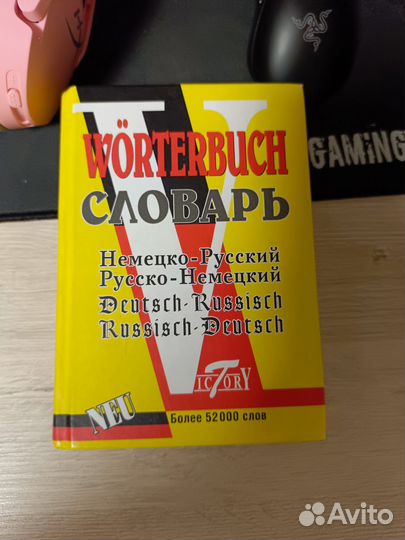 WÖRTERBUCH
GAMING
СЛОВАРЬ
Немецко-Русский
Русско-Немецкий
Deutsch-Russisch
Russisch-Deutsch
VICTORY
NEU
Более 52000 слов
Avito